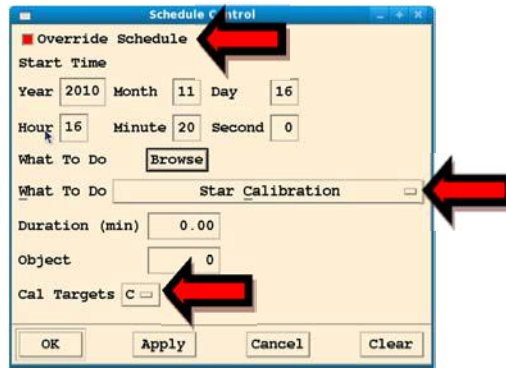 Schedule Control
Override Schedule
Start Time
Year 2010 Month 11 Day 16
Hour 16 Minute 20 Second 0
What To Do Browse
What To Do Star Calibration
Duration (min) 0.00
Object 0
Cal Targets C
OK Apply Cancel Clear